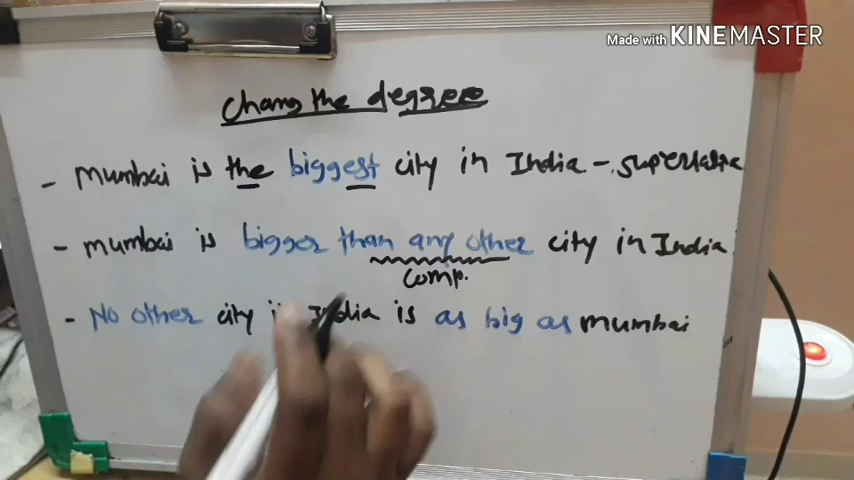 Made with KINEMASTER
Chang the degree
- Mumbai is the biggest city in India - superlative
- mumbai is bigger than any other city in India
comp.
- No other city in India is as big as mumbai